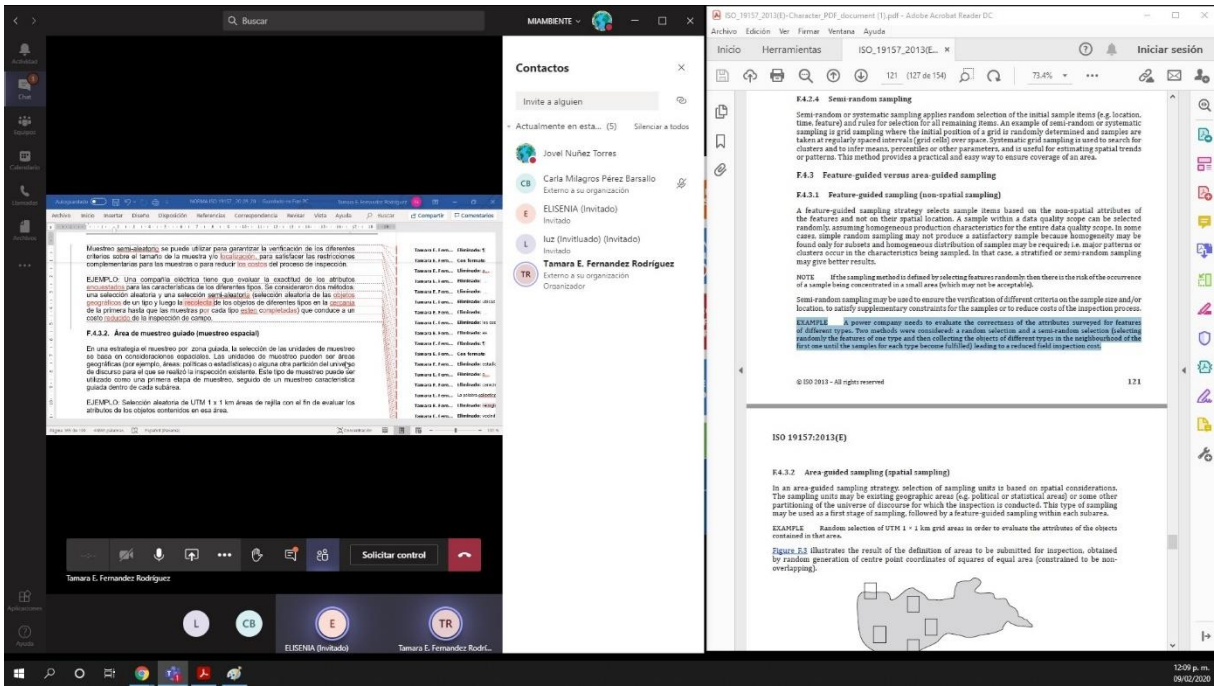 Buscar
MIAMBIENTE
Actividad
Chat
Equipos
Calendario
Llamadas
Archivos
Aplicaciones
Ayuda
Muestreo semi-aleatorio se puede utilizar para garantizar la verificación de los diferentes
criterios sobre el tamaño de la muestra y/o localización, para satisfacer las restricciones
complementarias para las muestras o para reducir los costos del proceso de inspección.
EJEMPLO: Una compañía eléctrica tiene que evaluar la exactitud de los atributos
encuestados para las características de los diferentes tipos. Se consideraron dos métodos:
una selección aleatoria y una selección semi-aleatoria (selección aleatoria de las objetos
geográficos de un tipo y luego la recolecta de los objetos de diferentes tipos en la cercanía
de la primera hasta que las muestras por cada tipo estén completadas) que conduce a un
costo reducido de la inspección de campo.
F.4.3.2. Área de muestreo guiado (muestreo espacial)
En una estrategia el muestreo por zona guiada, la selección de las unidades de muestreo
se basa en consideraciones espaciales. Las unidades de muestreo pueden ser áreas
geográficas (por ejemplo, áreas políticas o estadísticas) o alguna otra partición del universo
de discurso para el que se realizó la inspección existente. Este tipo de muestreo puede ser
utilizado como una primera etapa de muestreo, seguido de un muestreo característica
guiada dentro de cada subárea.
EJEMPLO: Selección aleatoria de UTM 1 x 1 km áreas de rejilla con el fin de evaluar los
atributos de los objetos contenidos en esa área.
Solicitar control
Tamara E. Fernandez Rodriguez
L
CB
E
TR
ELISENIA (Invitado)
Tamara E. Fernandez Rodrí...
Contactos
Invite a alguien
Actualmente en esta... (5) Silenciar a todos
Jovel Nuñez Torres
CB Carla Milagros Pérez Barsallo
Externo a su organización
E ELISENIA (Invitado)
Invitado
L luz (Invitluado) (Invitado)
Invitado
TR Tamara E. Fernandez Rodríguez
Externo a su organización
Organizador
ISO_19157_2013(E)-Character_PDF_document (1).pdf - Adobe Acrobat Reader DC
Archivo Edición Ver Firmar Ventana Ayuda
Inicio Herramientas ISO_19157_2013(E... × Iniciar sesión
121 (127 de 154) 73.4%
F.4.2.4 Semi-random sampling
Semi-random or systematic sampling applies random selection of the initial sample items (e.g. location,
time, feature) and rules for selection for all remaining items. An example of semi-random or systematic
sampling is grid sampling where the initial position of a grid is randomly determined and samples are
taken at regularly spaced intervals (grid cells) over space. Systematic grid sampling is used to search for
clusters and to infer means, percentiles or other parameters, and is useful for estimating spatial trends
or patterns. This method provides a practical and easy way to ensure coverage of an area.
F.4.3 Feature-guided versus area-guided sampling
F.4.3.1 Feature-guided sampling (non-spatial sampling)
A feature-guided sampling strategy selects sample items based on the non-spatial attributes of
the features and not on their spatial location. A sample within a data quality scope can be selected
randomly, assuming homogeneous production characteristics for the entire data quality scope. In some
cases, simple random sampling may not produce a satisfactory sample because homogeneity may be
found only for subsets and homogeneous distribution of samples may be required; i.e. major patterns or
clusters occur in the characteristics being sampled. In that case, a stratified or semi-random sampling
may give better results.
NOTE If the sampling method is defined by selecting features randomly, then there is the risk of the occurrence
of a sample being concentrated in a small area (which may not be acceptable).
Semi-random sampling may be used to ensure the verification of different criteria on the sample size and/or
location, to satisfy supplementary constraints for the samples or to reduce costs of the inspection process.
EXAMPLE A power company needs to evaluate the correctness of the attributes surveyed for features
of different types. Two methods were considered: a random selection and a semi-random selection (selecting
randomly the features of one type and then collecting the objects of different types in the neighbourhood of the
first one until the samples for each type become fulfilled) leading to a reduced field inspection cost.
© ISO 2013 – All rights reserved 121
ISO 19157:2013(E)
F.4.3.2 Area-guided sampling (spatial sampling)
In an area-guided sampling strategy, selection of sampling units is based on spatial considerations.
The sampling units may be existing geographic areas (e.g. political or statistical areas) or some other
partitioning of the universe of discourse for which the inspection is conducted. This type of sampling
may be used as a first stage of sampling, followed by a feature-guided sampling within each subarea.
EXAMPLE Random selection of UTM 1 × 1 km grid areas in order to evaluate the attributes of the objects
contained in that area.
Figure F.3 illustrates the result of the definition of areas to be submitted for inspection, obtained
by random generation of centre point coordinates of squares of equal area (constrained to be non-
overlapping).
12:09 p. m.
09/02/2020